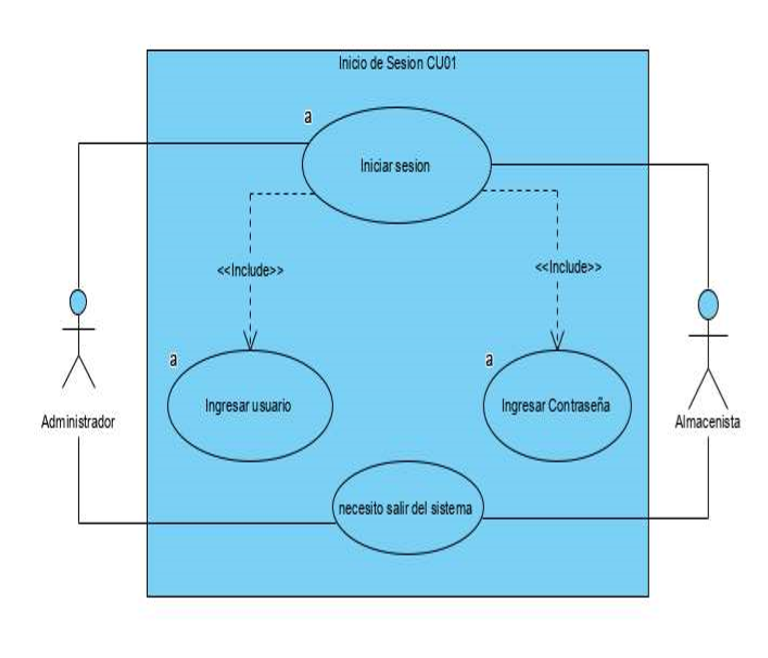 Inicio de Sesion CU01
a
Iniciar sesion
<<Include>>
<<Include>>
a
a
Ingresar usuario
Ingresar Contraseña
Administrador
Almacenista
necesito salir del sistema